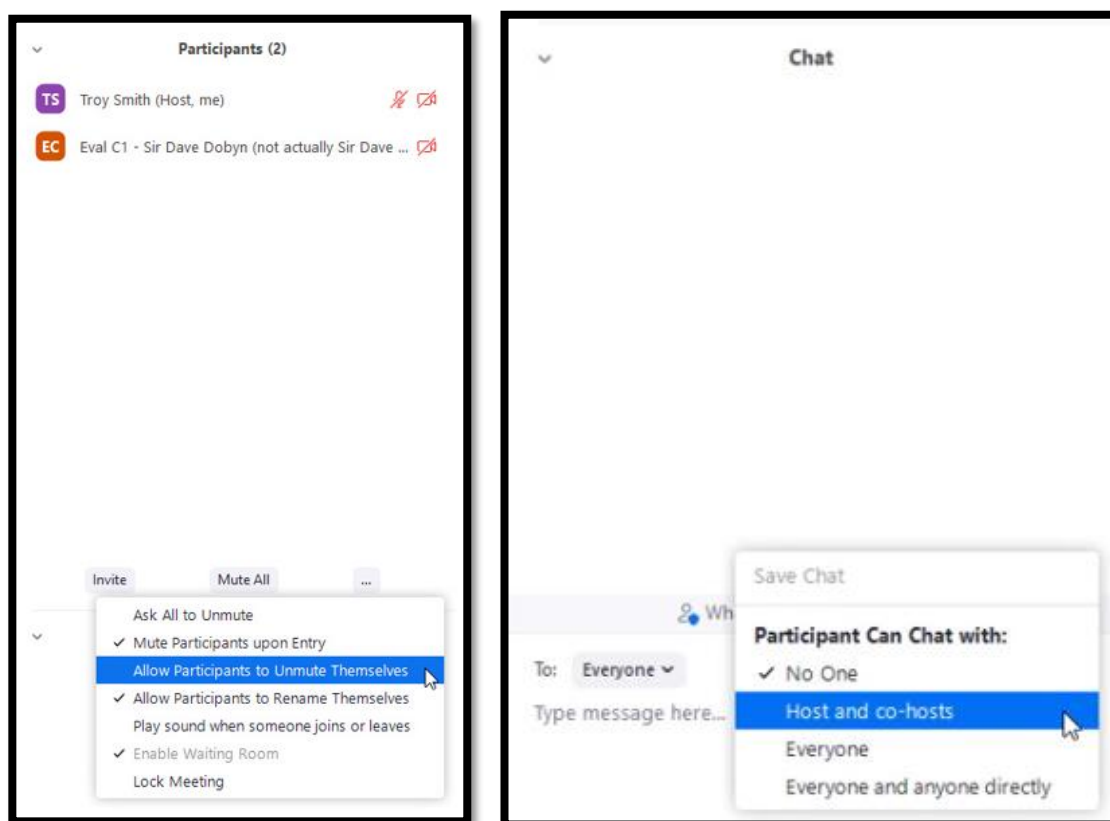 Participants (2)
TS Troy Smith (Host, me)
EC Eval C1 - Sir Dave Dobyn (not actually Sir Dave ...
Invite Mute All ...
Ask All to Unmute
✓ Mute Participants upon Entry
Allow Participants to Unmute Themselves
✓ Allow Participants to Rename Themselves
Play sound when someone joins or leaves
✓ Enable Waiting Room
Lock Meeting
Chat
Wh
To: Everyone
Type message here...
Save Chat
Participant Can Chat with:
✓ No One
Host and co-hosts
Everyone
Everyone and anyone directly